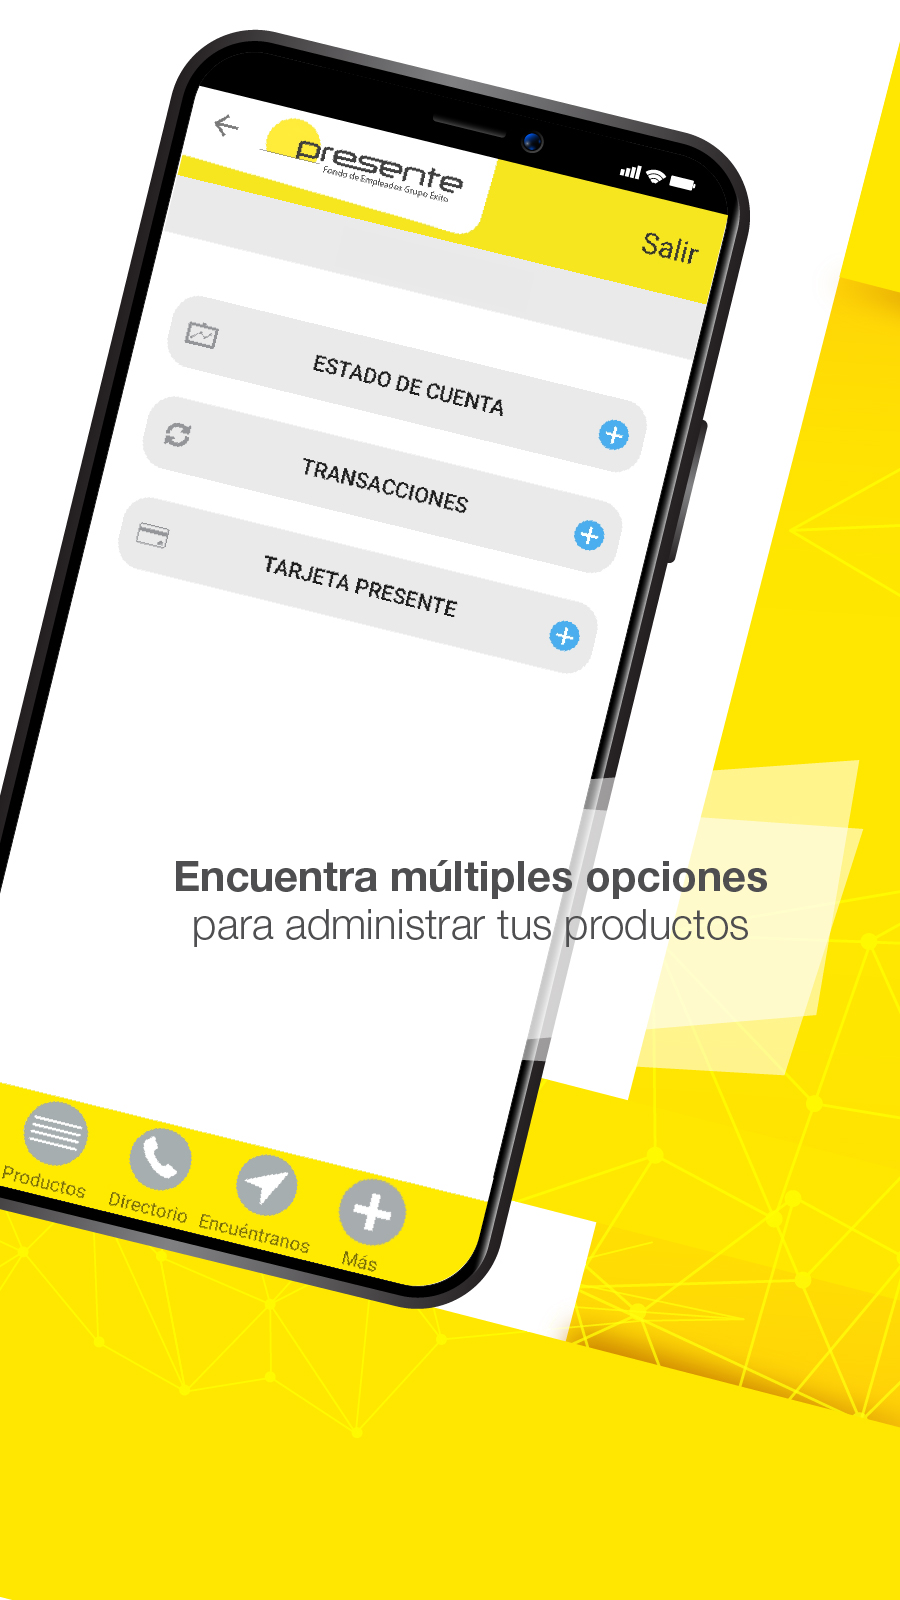 presente
Fondo de Empleados Grupo Éxito
Salir
ESTADO DE CUENTA
TRANSACCIONES
TARJETA PRESENTE
Encuentra múltiples opciones
para administrar tus productos
Productos
Directorio
Encuéntranos
Más